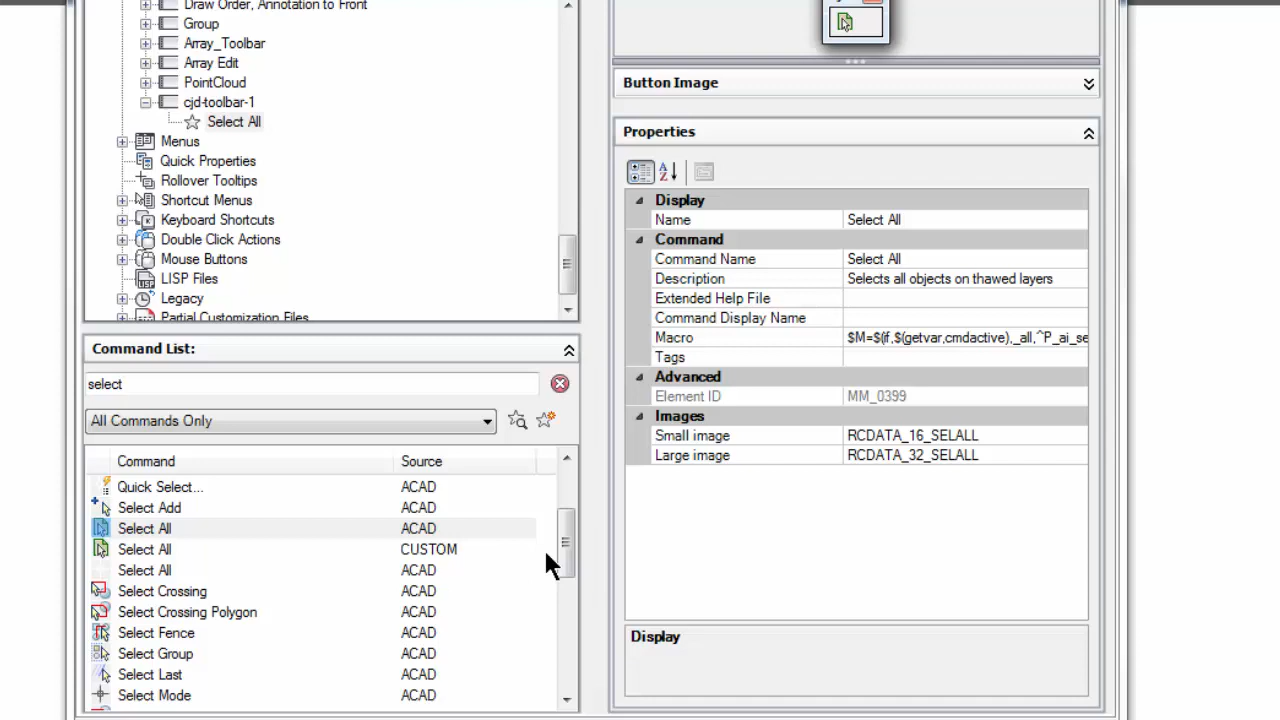 Draw Order, Annotation to Front
Group
Array_Toolbar
Array Edit
PointCloud
cjd-toolbar-1
Select All
Menus
Quick Properties
Rollover Tooltips
Shortcut Menus
Keyboard Shortcuts
Double Click Actions
Mouse Buttons
LISP Files
Legacy
Partial Customization Files
Command List:
select
All Commands Only
Command Source
Quick Select... ACAD
Select Add ACAD
Select All ACAD
Select All CUSTOM
Select All ACAD
Select Crossing ACAD
Select Crossing Polygon ACAD
Select Fence ACAD
Select Group ACAD
Select Last ACAD
Select Mode ACAD
Button Image
Properties
Display
Name Select All
Command
Command Name Select All
Description Selects all objects on thawed layers
Extended Help File
Command Display Name
Macro $M=$(if,$(getvar,cmdactive),_all,^P_ai_se
Tags
Advanced
Element ID MM_0399
Images
Small image RCDATA_16_SELALL
Large image RCDATA_32_SELALL
Display